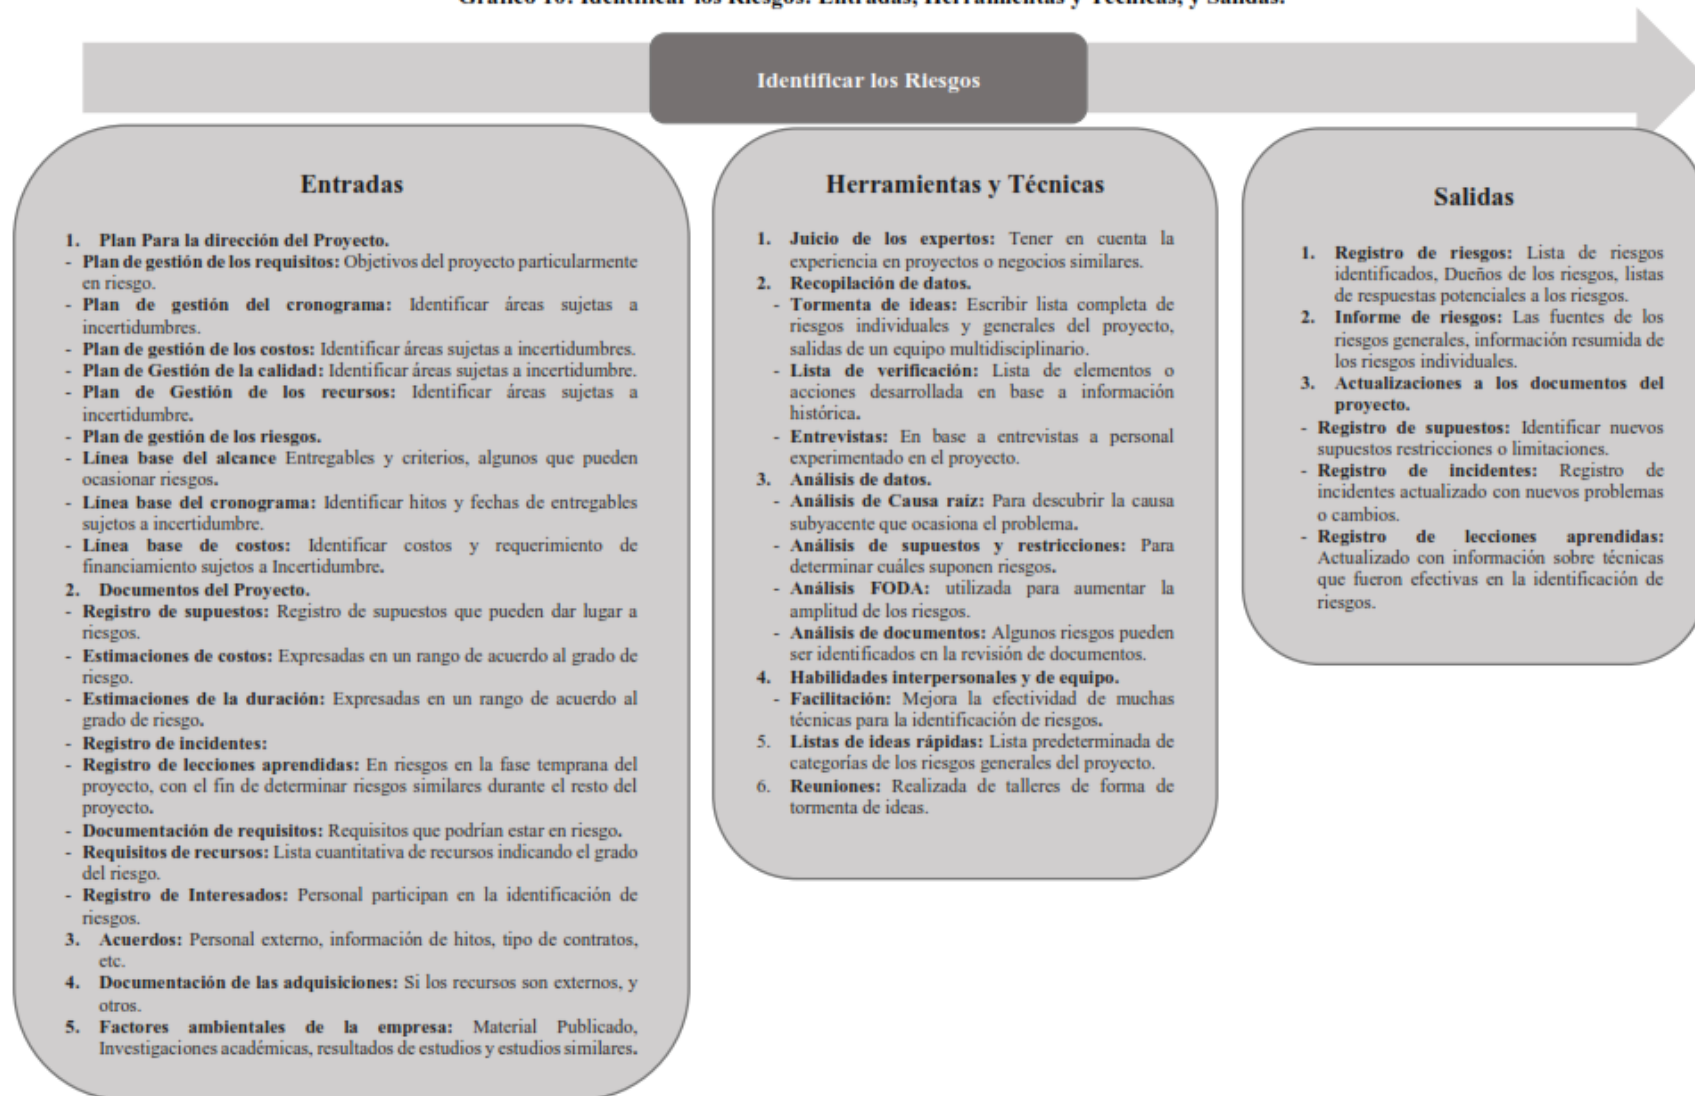 Gráfico 10: Identificar los Riesgos: Entradas, Herramientas y Técnicas, y Salidas.
Identificar los Riesgos
Entradas
1. Plan Para la dirección del Proyecto.
- Plan de gestión de los requisitos: Objetivos del proyecto particularmente
en riesgo.
- Plan de gestión del cronograma: Identificar áreas sujetas a
incertidumbres.
- Plan de gestión de los costos: Identificar áreas sujetas a incertidumbres.
- Plan de Gestión de la calidad: Identificar áreas sujetas a incertidumbre.
- Plan de Gestión de los recursos: Identificar áreas sujetas a
incertidumbre.
- Plan de gestión de los riesgos.
- Línea base del alcance Entregables y criterios, algunos que pueden
ocasionar riesgos.
- Línea base del cronograma: Identificar hitos y fechas de entregables
sujetos a incertidumbre.
- Línea base de costos: Identificar costos y requerimiento de
financiamiento sujetos a Incertidumbre.
2. Documentos del Proyecto.
- Registro de supuestos: Registro de supuestos que pueden dar lugar a
riesgos.
- Estimaciones de costos: Expresadas en un rango de acuerdo al grado de
riesgo.
- Estimaciones de la duración: Expresadas en un rango de acuerdo al
grado de riesgo.
- Registro de incidentes:
- Registro de lecciones aprendidas: En riesgos en la fase temprana del
proyecto, con el fin de determinar riesgos similares durante el resto del
proyecto.
- Documentación de requisitos: Requisitos que podrían estar en riesgo.
- Requisitos de recursos: Lista cuantitativa de recursos indicando el grado
del riesgo.
- Registro de Interesados: Personal participan en la identificación de
riesgos.
3. Acuerdos: Personal externo, información de hitos, tipo de contratos,
etc.
4. Documentación de las adquisiciones: Si los recursos son externos, y
otros.
5. Factores ambientales de la empresa: Material Publicado,
Investigaciones académicas, resultados de estudios y estudios similares.
Herramientas y Técnicas
1. Juicio de los expertos: Tener en cuenta la
experiencia en proyectos o negocios similares.
2. Recopilación de datos.
- Tormenta de ideas: Escribir lista completa de
riesgos individuales y generales del proyecto,
salidas de un equipo multidisciplinario.
- Lista de verificación: Lista de elementos o
acciones desarrollada en base a información
histórica.
- Entrevistas: En base a entrevistas a personal
experimentado en el proyecto.
3. Análisis de datos.
- Análisis de Causa raíz: Para descubrir la causa
subyacente que ocasiona el problema.
- Análisis de supuestos y restricciones: Para
determinar cuáles suponen riesgos.
- Análisis FODA: utilizada para aumentar la
amplitud de los riesgos.
- Análisis de documentos: Algunos riesgos pueden
ser identificados en la revisión de documentos.
4. Habilidades interpersonales y de equipo.
- Facilitación: Mejora la efectividad de muchas
técnicas para la identificación de riesgos.
5. Listas de ideas rápidas: Lista predeterminada de
categorías de los riesgos generales del proyecto.
6. Reuniones: Realizada de talleres de forma de
tormenta de ideas.
Salidas
1. Registro de riesgos: Lista de riesgos
identificados, Dueños de los riesgos, listas
de respuestas potenciales a los riesgos.
2. Informe de riesgos: Las fuentes de los
riesgos generales, información resumida de
los riesgos individuales.
3. Actualizaciones a los documentos del
proyecto.
- Registro de supuestos: Identificar nuevos
supuestos restricciones o limitaciones.
- Registro de incidentes: Registro de
incidentes actualizado con nuevos problemas
o cambios.
- Registro de lecciones aprendidas:
Actualizado con información sobre técnicas
que fueron efectivas en la identificación de
riesgos.